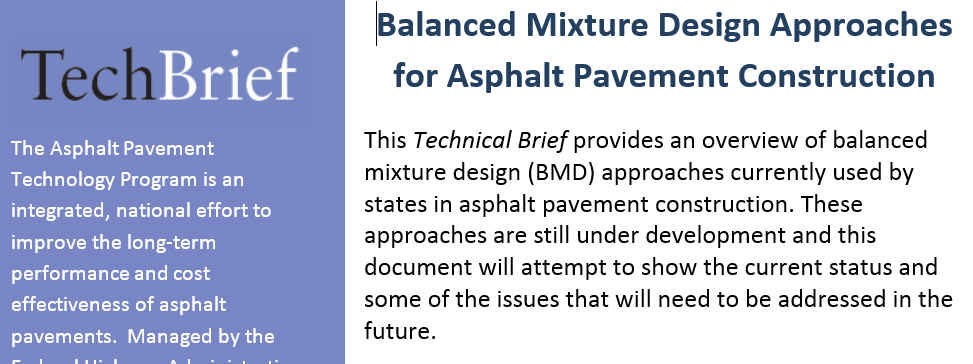 TechBrief
The Asphalt Pavement
Technology Program is an
integrated, national effort to
improve the long-term
performance and cost
effectiveness of asphalt
pavements.  Managed by the
Balanced Mixture Design Approaches
for Asphalt Pavement Construction
This Technical Brief provides an overview of balanced
mixture design (BMD) approaches currently used by
states in asphalt pavement construction. These
approaches are still under development and this
document will attempt to show the current status and
some of the issues that will need to be addressed in the
future.